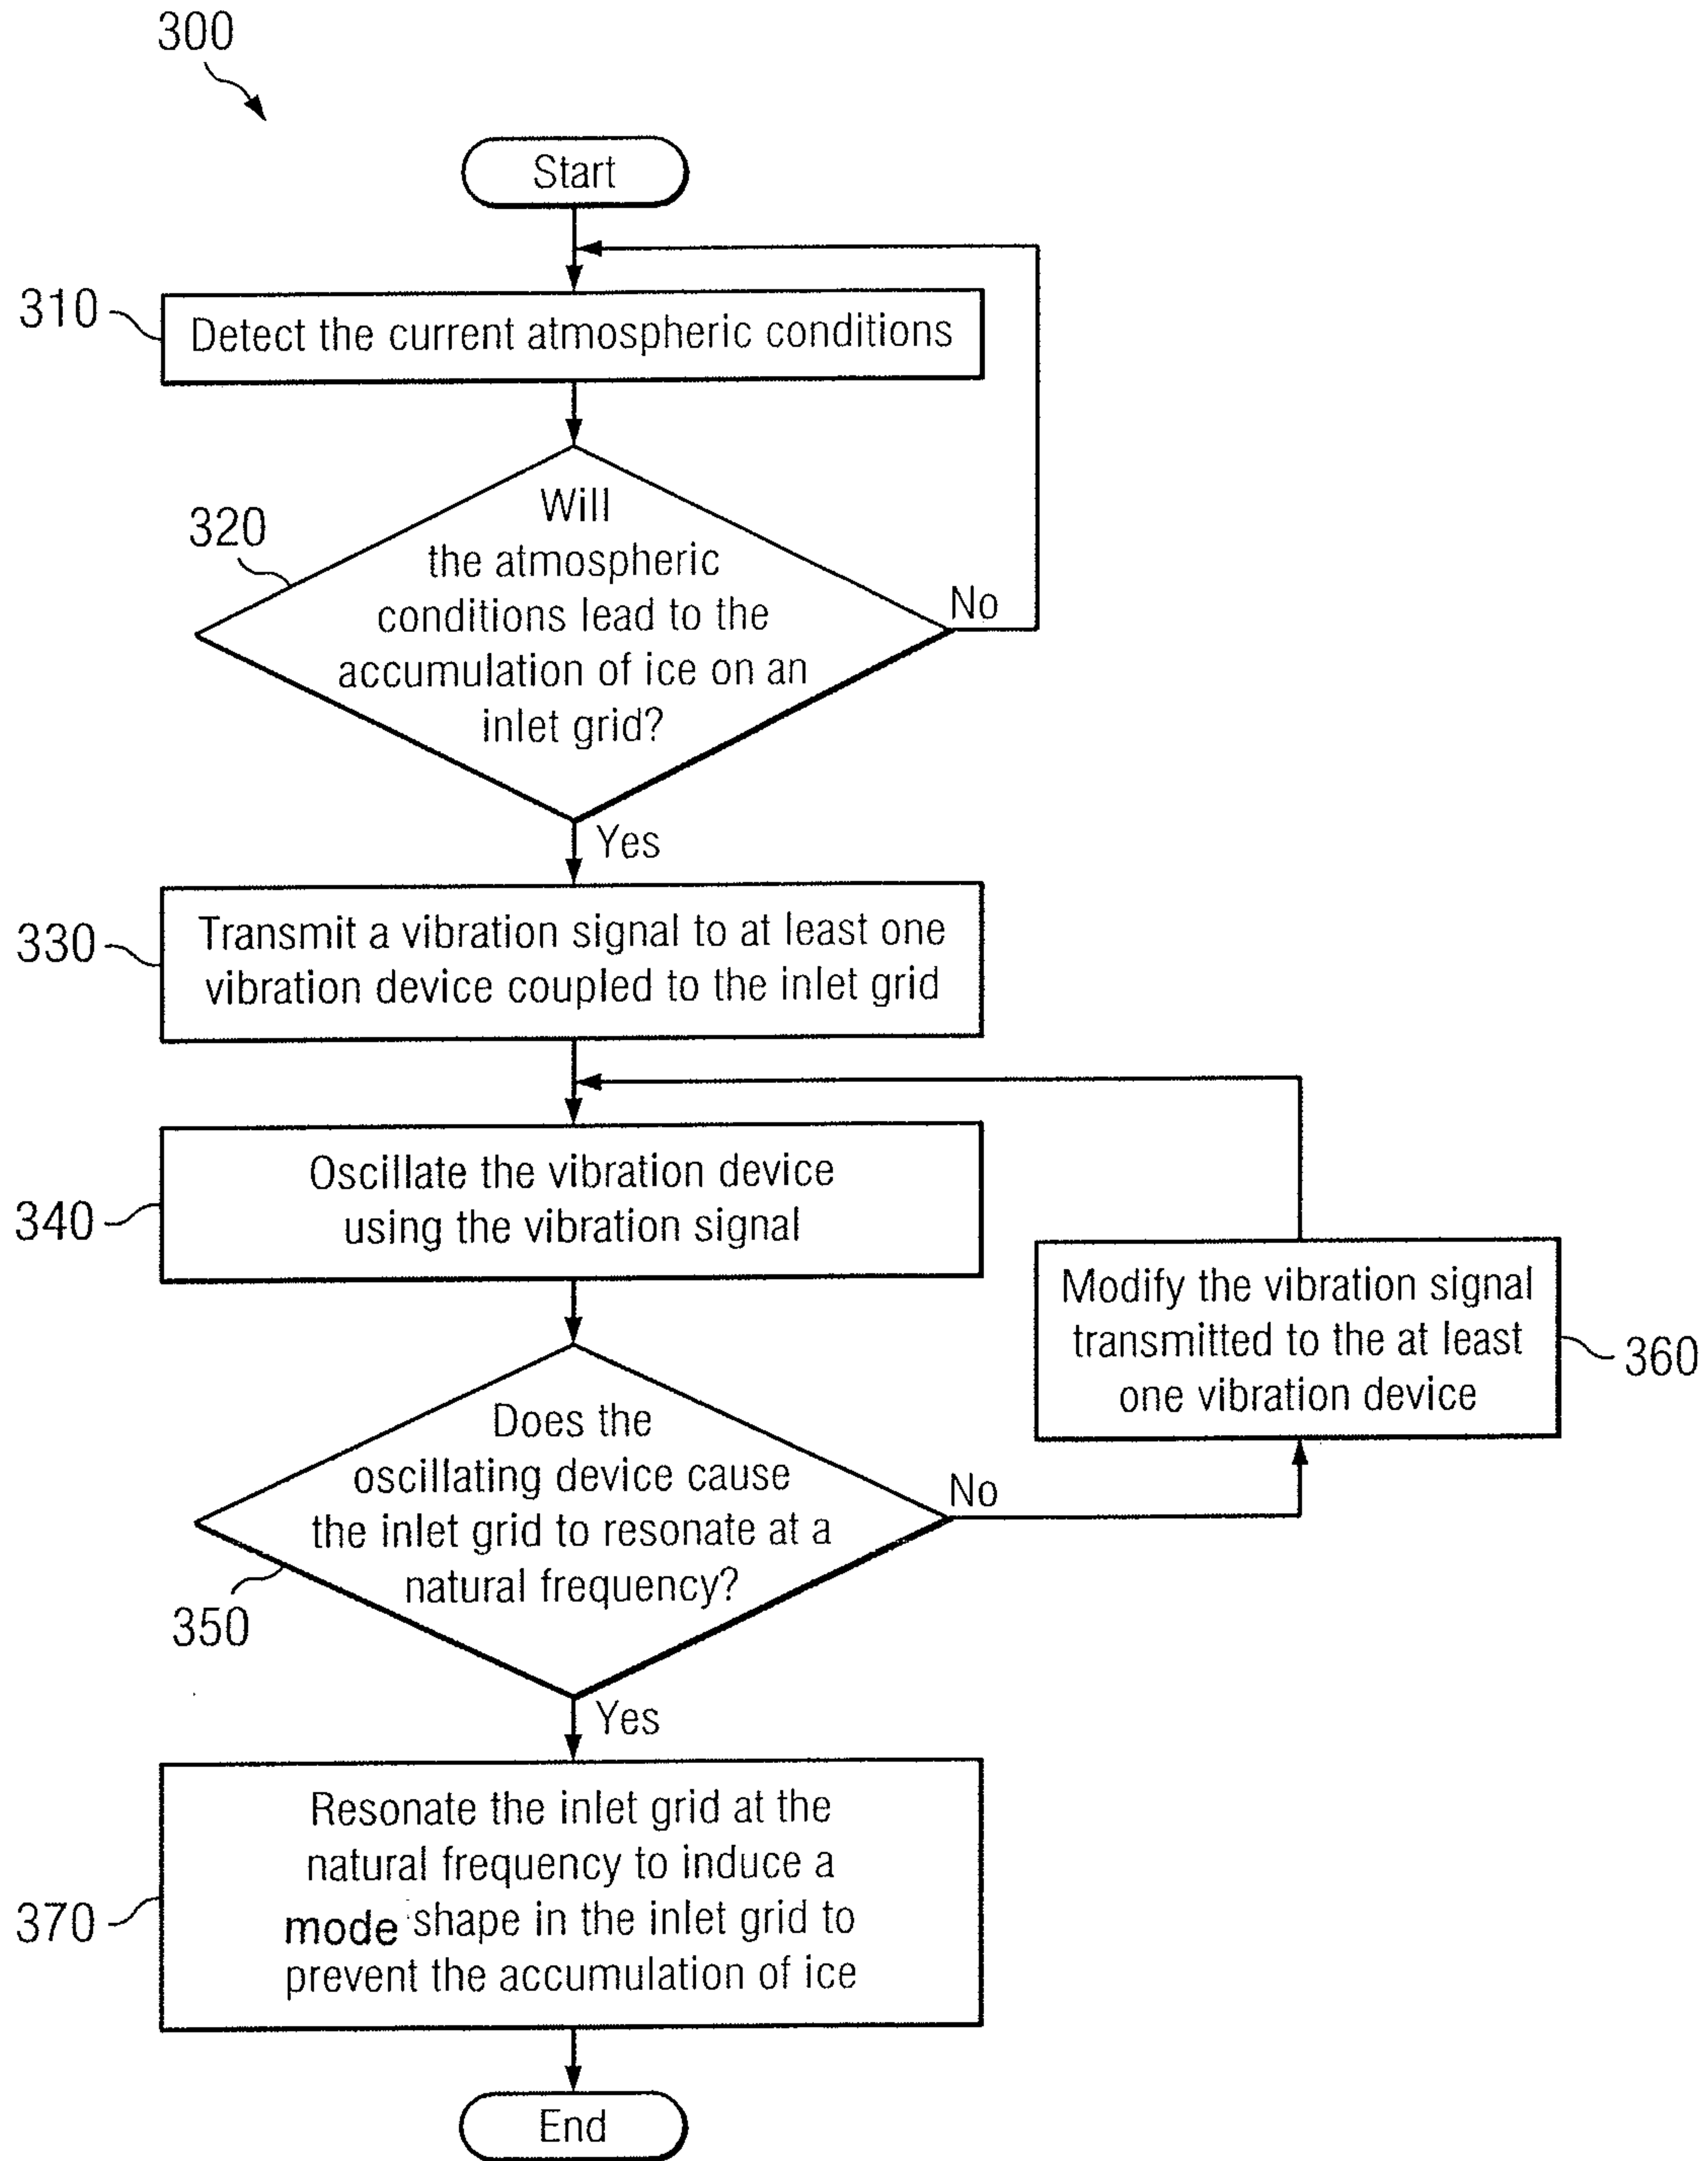 300
Start
310
Detect the current atmospheric conditions
320
Will
the atmospheric
conditions lead to the
accumulation of ice on an
inlet grid?
No
Yes
330
Transmit a vibration signal to at least one
vibration device coupled to the inlet grid
340
Oscillate the vibration device
using the vibration signal
Modify the vibration signal
transmitted to the at least
one vibration device
360
Does the
oscillating device cause
the inlet grid to resonate at a
natural frequency?
No
350
Yes
370
Resonate the inlet grid at the
natural frequency to induce a
mode shape in the inlet grid to
prevent the accumulation of ice
End